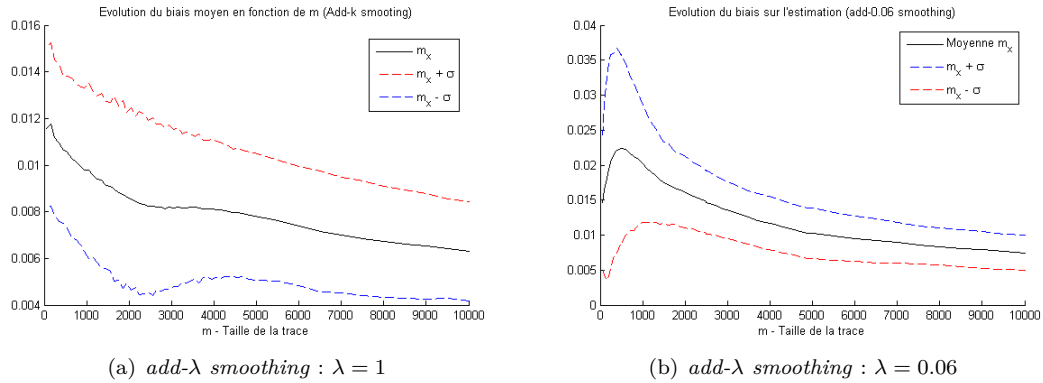 Evolution du biais moyen en fonction de m (Add-k smooting)
0.016
0.014
0.012
0.01
0.008
0.006
0.004
m_x
m_x + σ
m_x - σ
0 1000 2000 3000 4000 5000 6000 7000 8000 9000 10000
m - Taille de la trace
(a) add-λ smoothing : λ = 1
Evolution du biais sur l'estimation (add-0.06 smoothing)
0.04
0.035
0.03
0.025
0.02
0.015
0.01
0.005
0
Moyenne m_x
m_x + σ
m_x - σ
0 1000 2000 3000 4000 5000 6000 7000 8000 9000 10000
m - Taille de la trace
(b) add-λ smoothing : λ = 0.06